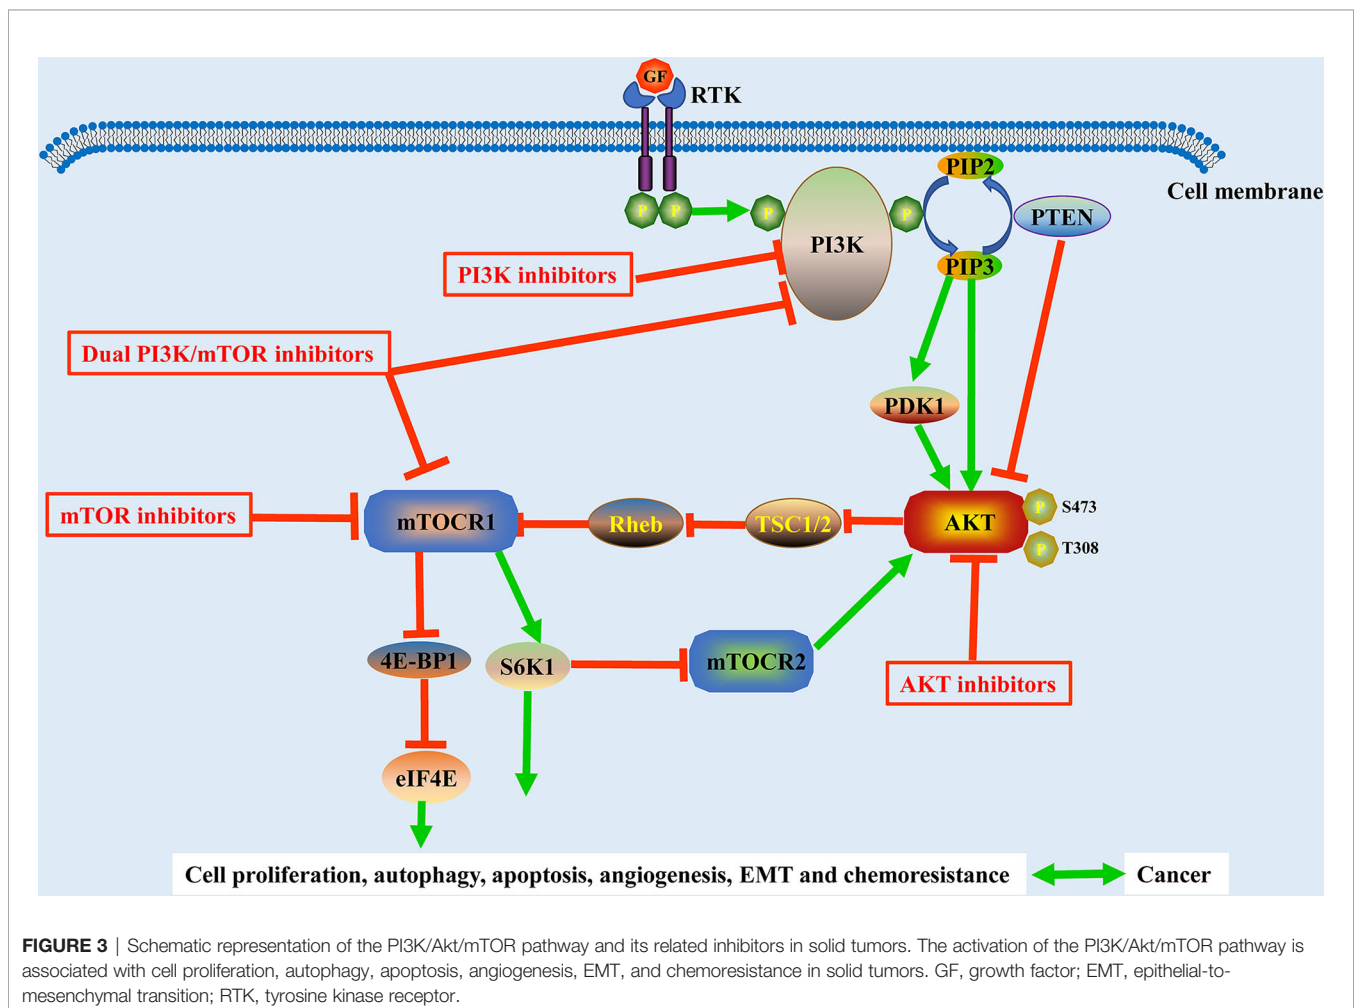 GF
RTK
PIP2
Cell membrane
P P P P
PTEN
PI3K
PIP3
PI3K inhibitors
Dual PI3K/mTOR inhibitors
PDK1
mTOR inhibitors
mTOCR1
Rheb
TSC1/2
AKT
P S473
P T308
4E-BP1
S6K1
mTOCR2
AKT inhibitors
eIF4E
Cell proliferation, autophagy, apoptosis, angiogenesis, EMT and chemoresistance
Cancer
FIGURE 3 | Schematic representation of the PI3K/Akt/mTOR pathway and its related inhibitors in solid tumors. The activation of the PI3K/Akt/mTOR pathway is
associated with cell proliferation, autophagy, apoptosis, angiogenesis, EMT, and chemoresistance in solid tumors. GF, growth factor; EMT, epithelial-to-
mesenchymal transition; RTK, tyrosine kinase receptor.